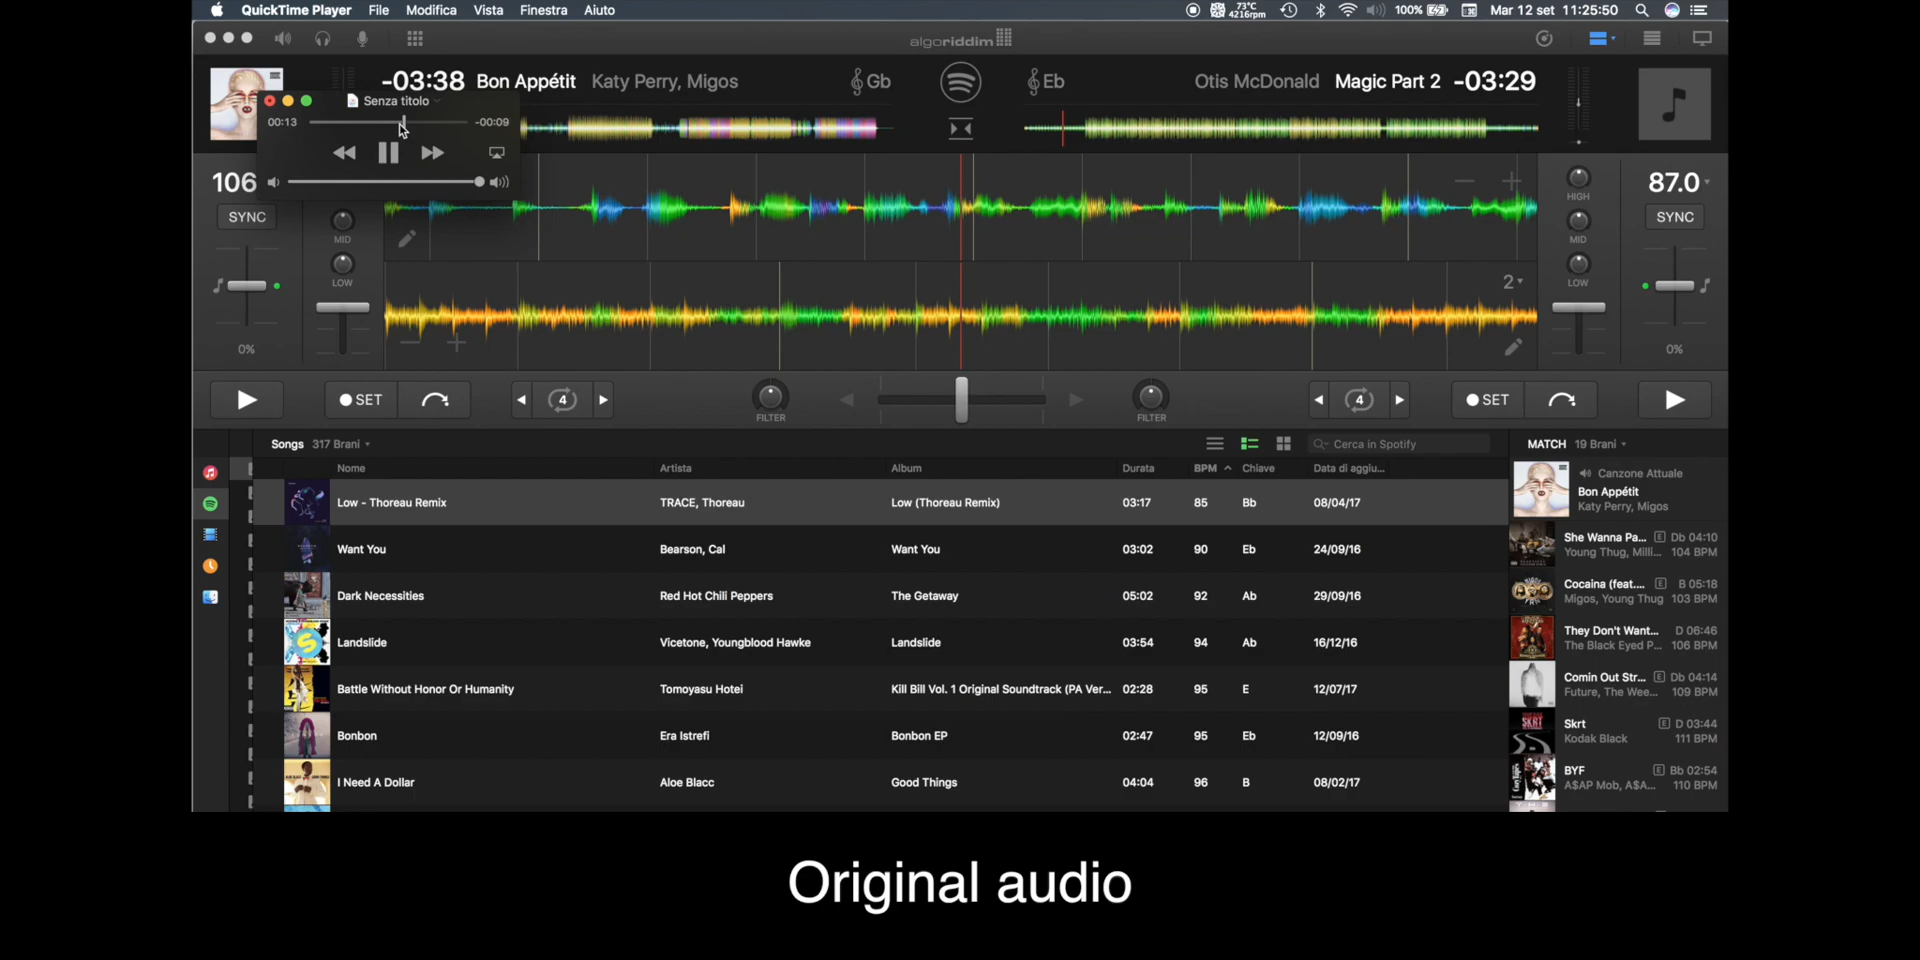 QuickTime Player File Modifica Vista Finestra Aiuto 73°C 4216rpm 100% Mar 12 set 11:25:50
algoriddim
-03:38 Bon Appétit Katy Perry, Migos Gb Eb Otis McDonald Magic Part 2 -03:29
Senza titolo
00:13 -00:09
106 87.0
SYNC HIGH SYNC
MID MID
LOW LOW
2
0% 0%
SET 4 FILTER FILTER 4 SET
Songs 317 Brani Cerca in Spotify MATCH 19 Brani
Nome Artista Album Durata BPM Chiave Data di aggiu...
Canzone Attuale
Bon Appétit
Katy Perry, Migos
Low - Thoreau Remix TRACE, Thoreau Low (Thoreau Remix) 03:17 85 Bb 08/04/17
Want You Bearson, Cal Want You 03:02 90 Eb 24/09/16
Dark Necessities Red Hot Chili Peppers The Getaway 05:02 92 Ab 29/09/16
Landslide Vicetone, Youngblood Hawke Landslide 03:54 94 Ab 16/12/16
Battle Without Honor Or Humanity Tomoyasu Hotei Kill Bill Vol. 1 Original Soundtrack (PA Ver... 02:28 95 E 12/07/17
Bonbon Era Istrefi Bonbon EP 02:47 95 Eb 12/09/16
I Need A Dollar Aloe Blacc Good Things 04:04 96 B 08/02/17
She Wanna Pa... E Db 04:10
Young Thug, Milli... 104 BPM
Cocaina (feat.... E B 05:18
Migos, Young Thug 103 BPM
They Don't Want... D 06:46
The Black Eyed P... 106 BPM
Comin Out Str... E Db 04:14
Future, The Wee... 109 BPM
Skrt E D 03:44
Kodak Black 111 BPM
BYF E Bb 02:54
A$AP Mob, A$A... 110 BPM
Original audio